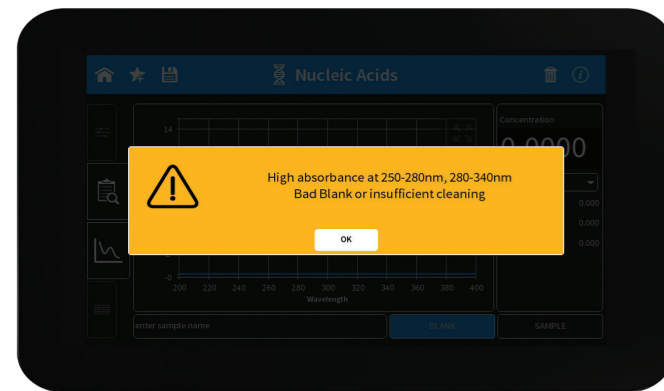 Nucleic Acids
Concentration
0.0000
14
High absorbance at 250-280nm, 280-340nm
Bad Blank or insufficient cleaning
OK
0.000
0.000
0.000
-0
200 220 240 260 280 300 320 340 360 380 400
Wavelength
enter sample name
BLANK
SAMPLE